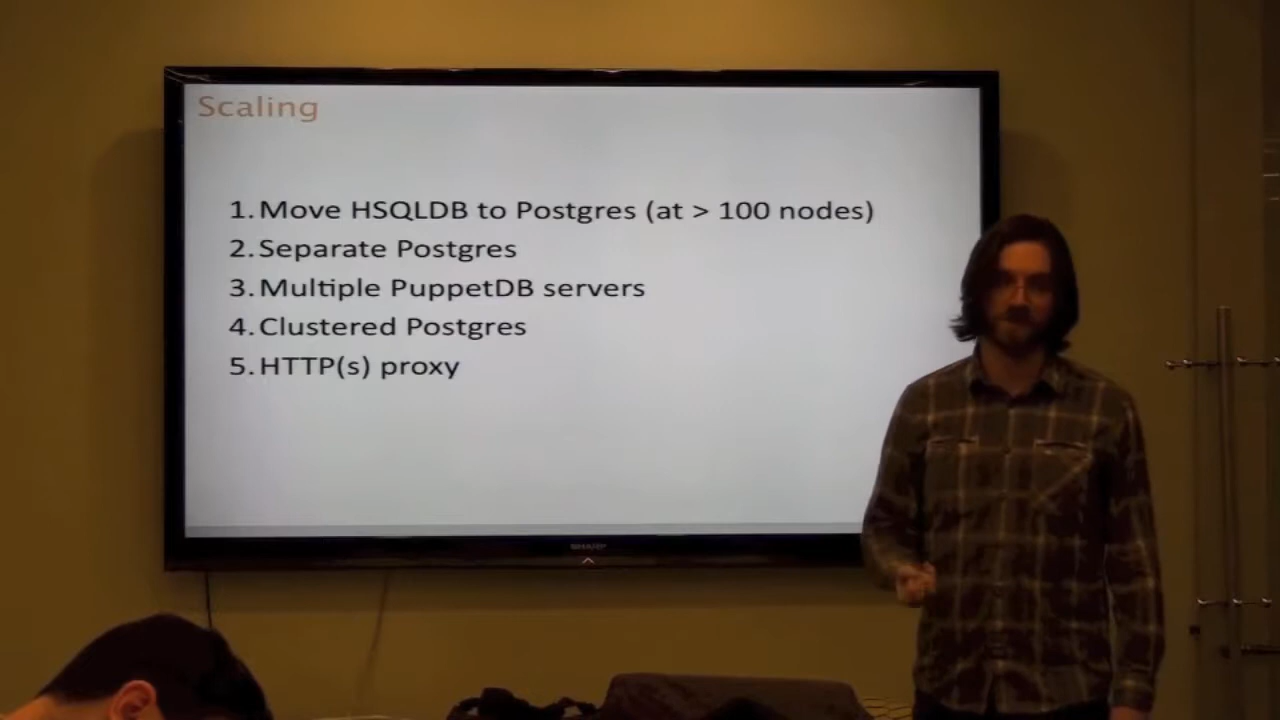 Scaling
1. Move HSQLDB to Postgres (at > 100 nodes)
2. Separate Postgres
3. Multiple PuppetDB servers
4. Clustered Postgres
5. HTTP(s) proxy
SHARP